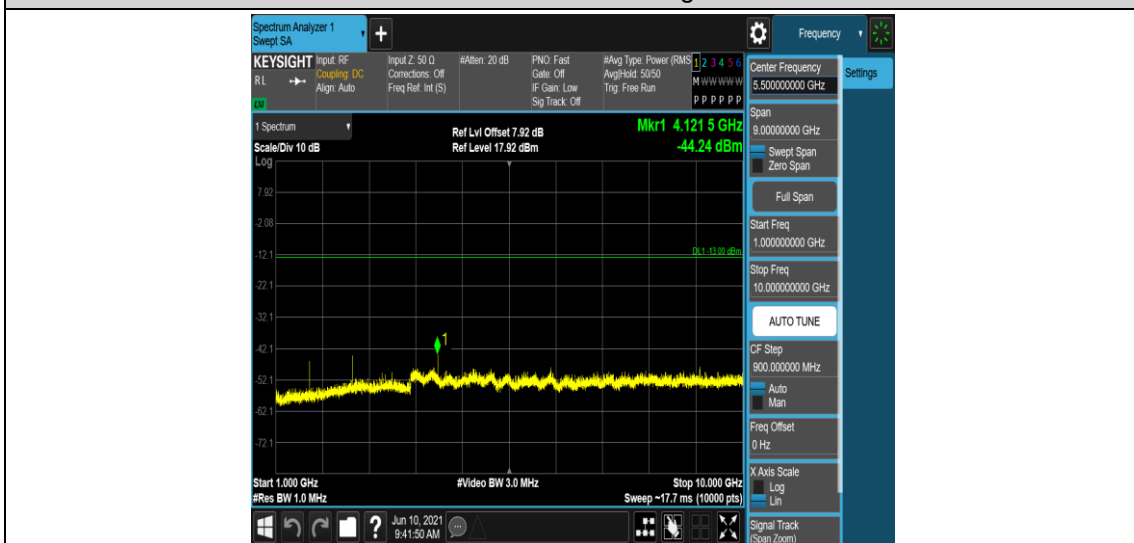 Spectrum Analyzer 1
Swept SA
+
Frequency
KEYSIGHT
RL
Input: RF
Coupling: DC
Align: Auto
Input Z: 50 Ω
Corrections: Off
Freq Ref: Int (S)
#Atten: 20 dB
PNO: Fast
Gate: Off
IF Gain: Low
Sig Track: Off
#Avg Type: Power (RMS
Avg|Hold: 50/50
Trig: Free Run
1 2 3 4 5 6
M W W W W W
P P P P P P
1 Spectrum
Scale/Div 10 dB
Log
Ref Lvl Offset 7.92 dB
Ref Level 17.92 dBm
Mkr1 4.121 5 GHz
-44.24 dBm
7.92
-2.08
-12.1
-22.1
-32.1
-42.1
-52.1
-62.1
-72.1
DL1 -13.00 dBm
1
Start 1.000 GHz
#Res BW 1.0 MHz
#Video BW 3.0 MHz
Stop 10.000 GHz
Sweep ~17.7 ms (10000 pts)
?
Jun 10, 2021
9:41:50 AM
Center Frequency
5.500000000 GHz
Settings
Span
9.00000000 GHz
Swept Span
Zero Span
Full Span
Start Freq
1.000000000 GHz
Stop Freq
10.000000000 GHz
AUTO TUNE
CF Step
900.000000 MHz
Auto
Man
Freq Offset
0 Hz
X Axis Scale
Log
Lin
Signal Track
(Span Zoom)